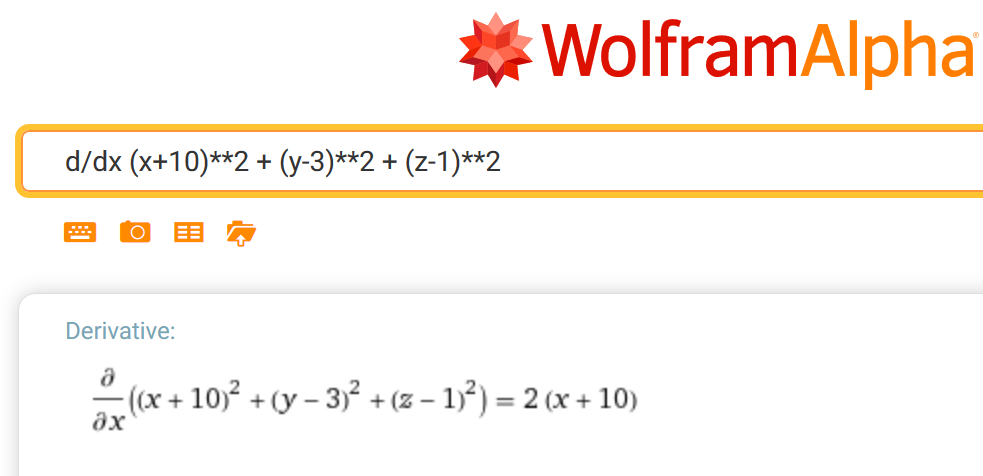 WolframAlpha
d/dx (x+10)**2 + (y-3)**2 + (z-1)**2
Derivative:
∂/∂x((x + 10)² + (y − 3)² + (z − 1)²) = 2 (x + 10)